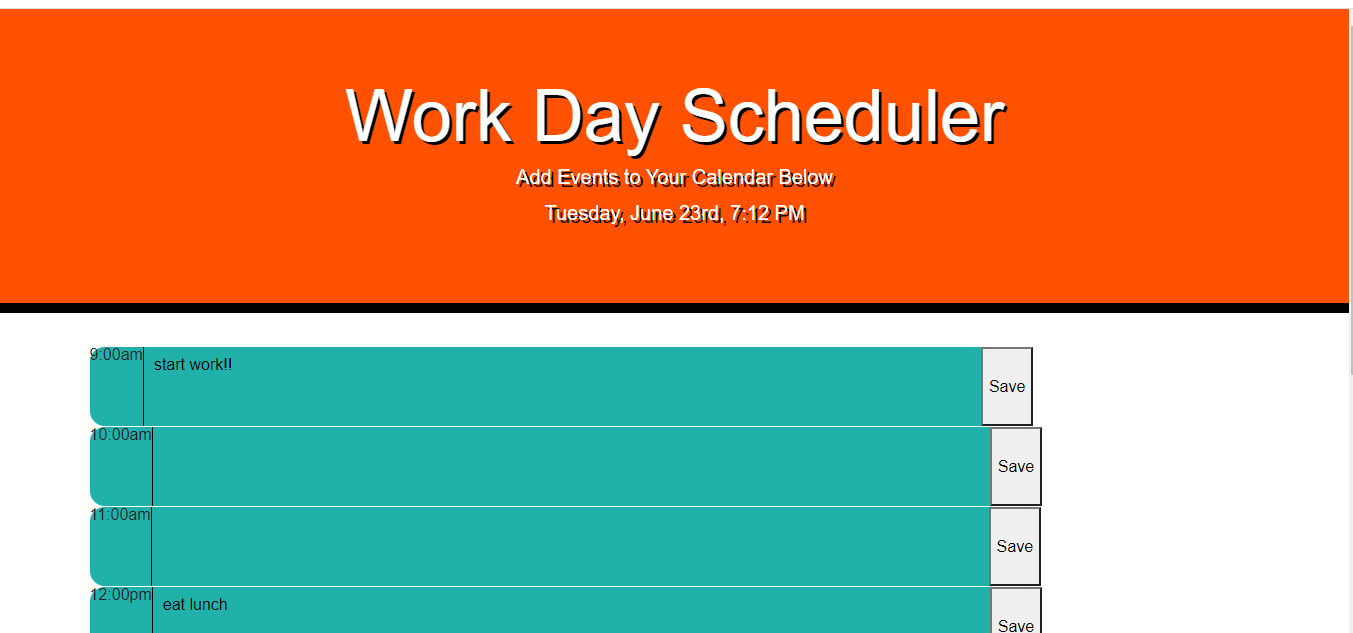 Work Day Scheduler
Add Events to Your Calendar Below
Tuesday, June 23rd, 7:12 PM
9:00am start work!! Save
10:00am Save
11:00am Save
12:00pm eat lunch Save